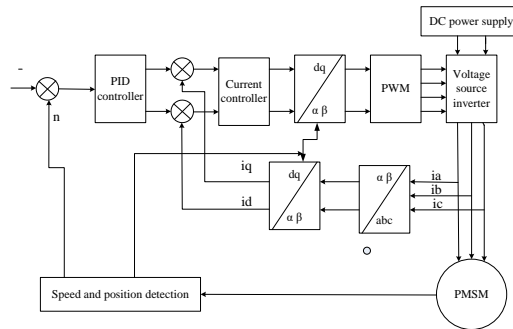 DC power supply
-
n
PID
controller
Current
controller
dq
α β
PWM
Voltage
source
inverter
iq
id
dq
α β
α β
abc
ia
ib
ic
Speed and position detection
PMSM